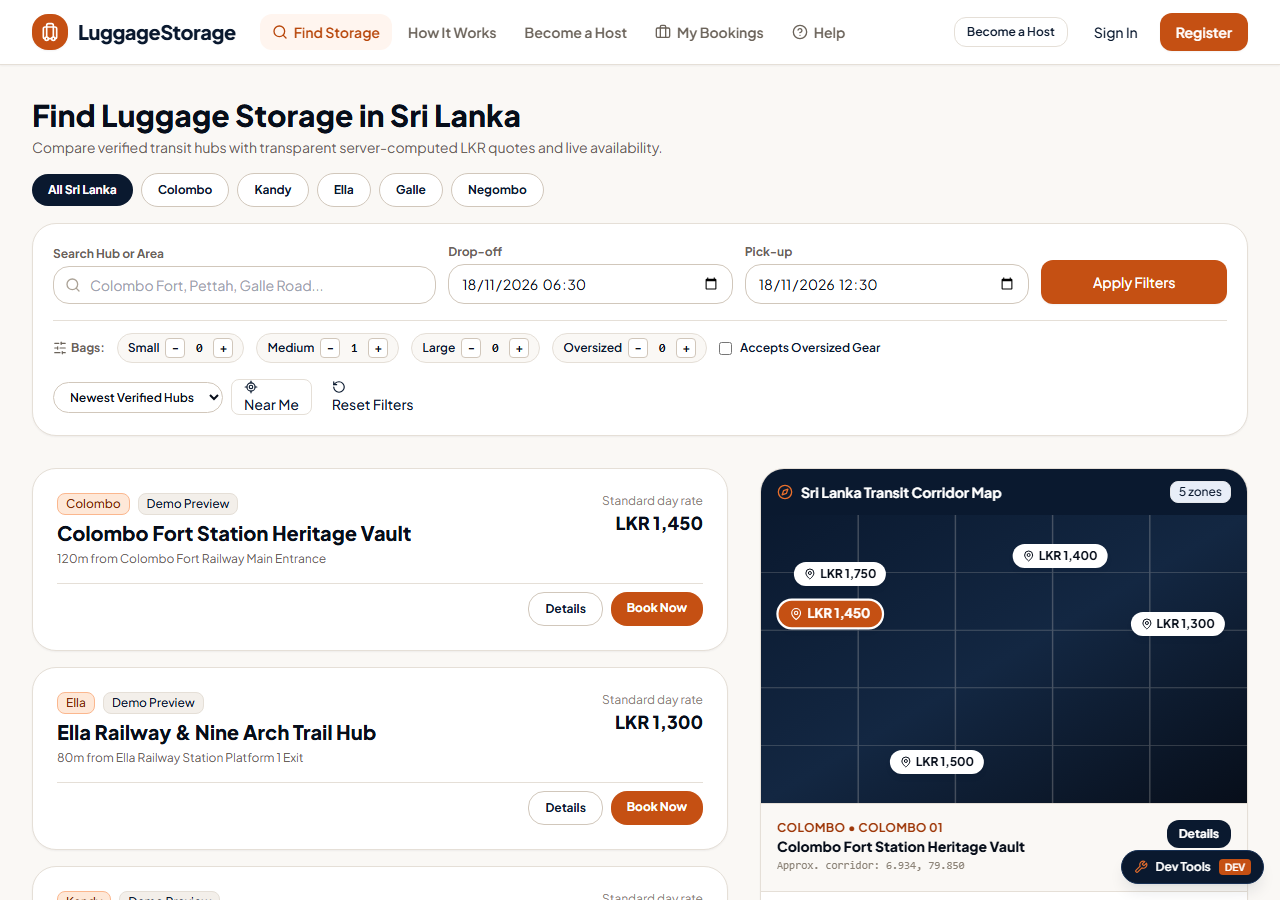 LuggageStorage
Find Storage
How It Works
Become a Host
My Bookings
Help
Become a Host
Sign In
Register
Find Luggage Storage in Sri Lanka
Compare verified transit hubs with transparent server-computed LKR quotes and live availability.
All Sri Lanka
Colombo
Kandy
Ella
Galle
Negombo
Search Hub or Area
Colombo Fort, Pettah, Galle Road...
Drop-off
18/11/2026 06:30
Pick-up
18/11/2026 12:30
Apply Filters
Bags:
Small - 0 +
Medium - 1 +
Large - 0 +
Oversized - 0 +
Accepts Oversized Gear
Newest Verified Hubs
Near Me
Reset Filters
Colombo
Demo Preview
Colombo Fort Station Heritage Vault
120m from Colombo Fort Railway Main Entrance
Standard day rate
LKR 1,450
Details
Book Now
Ella
Demo Preview
Ella Railway & Nine Arch Trail Hub
80m from Ella Railway Station Platform 1 Exit
Standard day rate
LKR 1,300
Details
Book Now
Kandy
Demo Preview
Standard day rate
Sri Lanka Transit Corridor Map
5 zones
LKR 1,400
LKR 1,750
LKR 1,450
LKR 1,300
LKR 1,500
COLOMBO • COLOMBO 01
Colombo Fort Station Heritage Vault
Approx. corridor: 6.934, 79.850
Details
Dev Tools
DEV